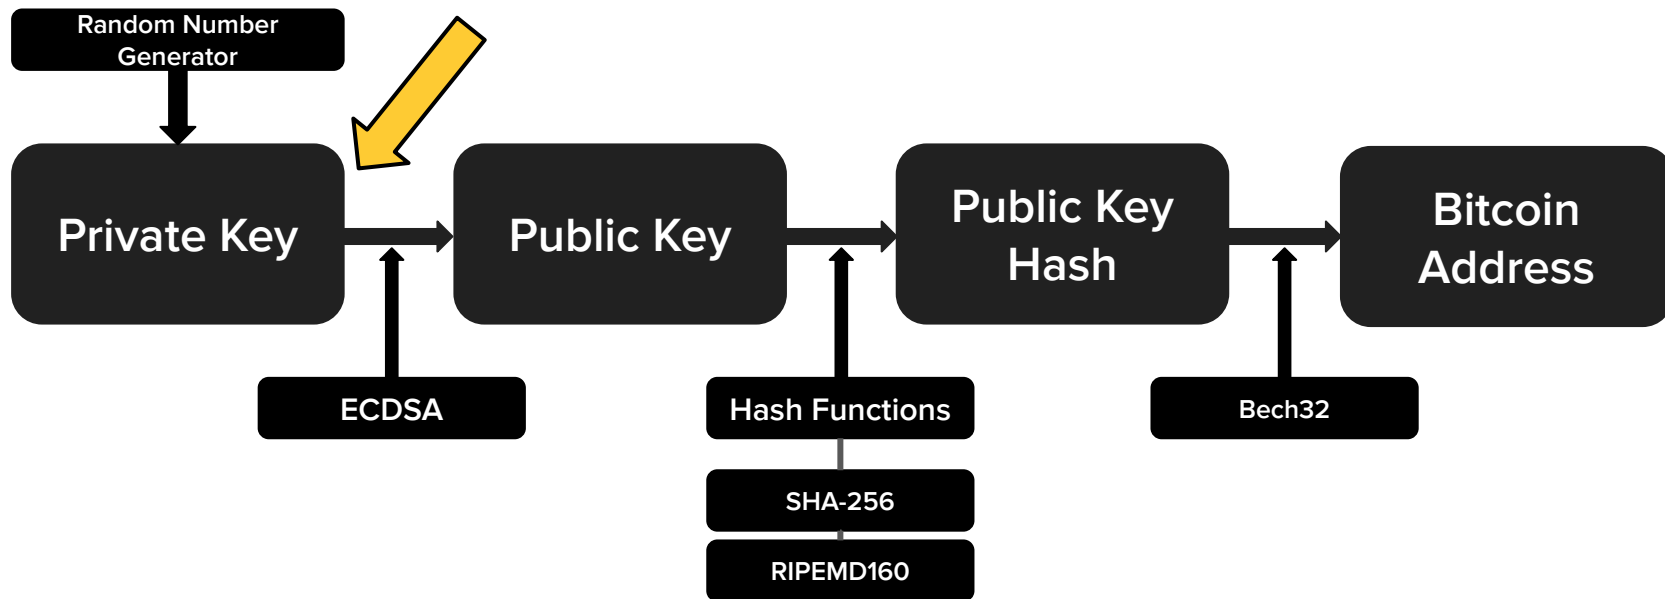 Random Number
Generator
Private Key
Public Key
Public Key
Hash
Bitcoin
Address
ECDSA
Hash Functions
Bech32
SHA-256
RIPEMD160